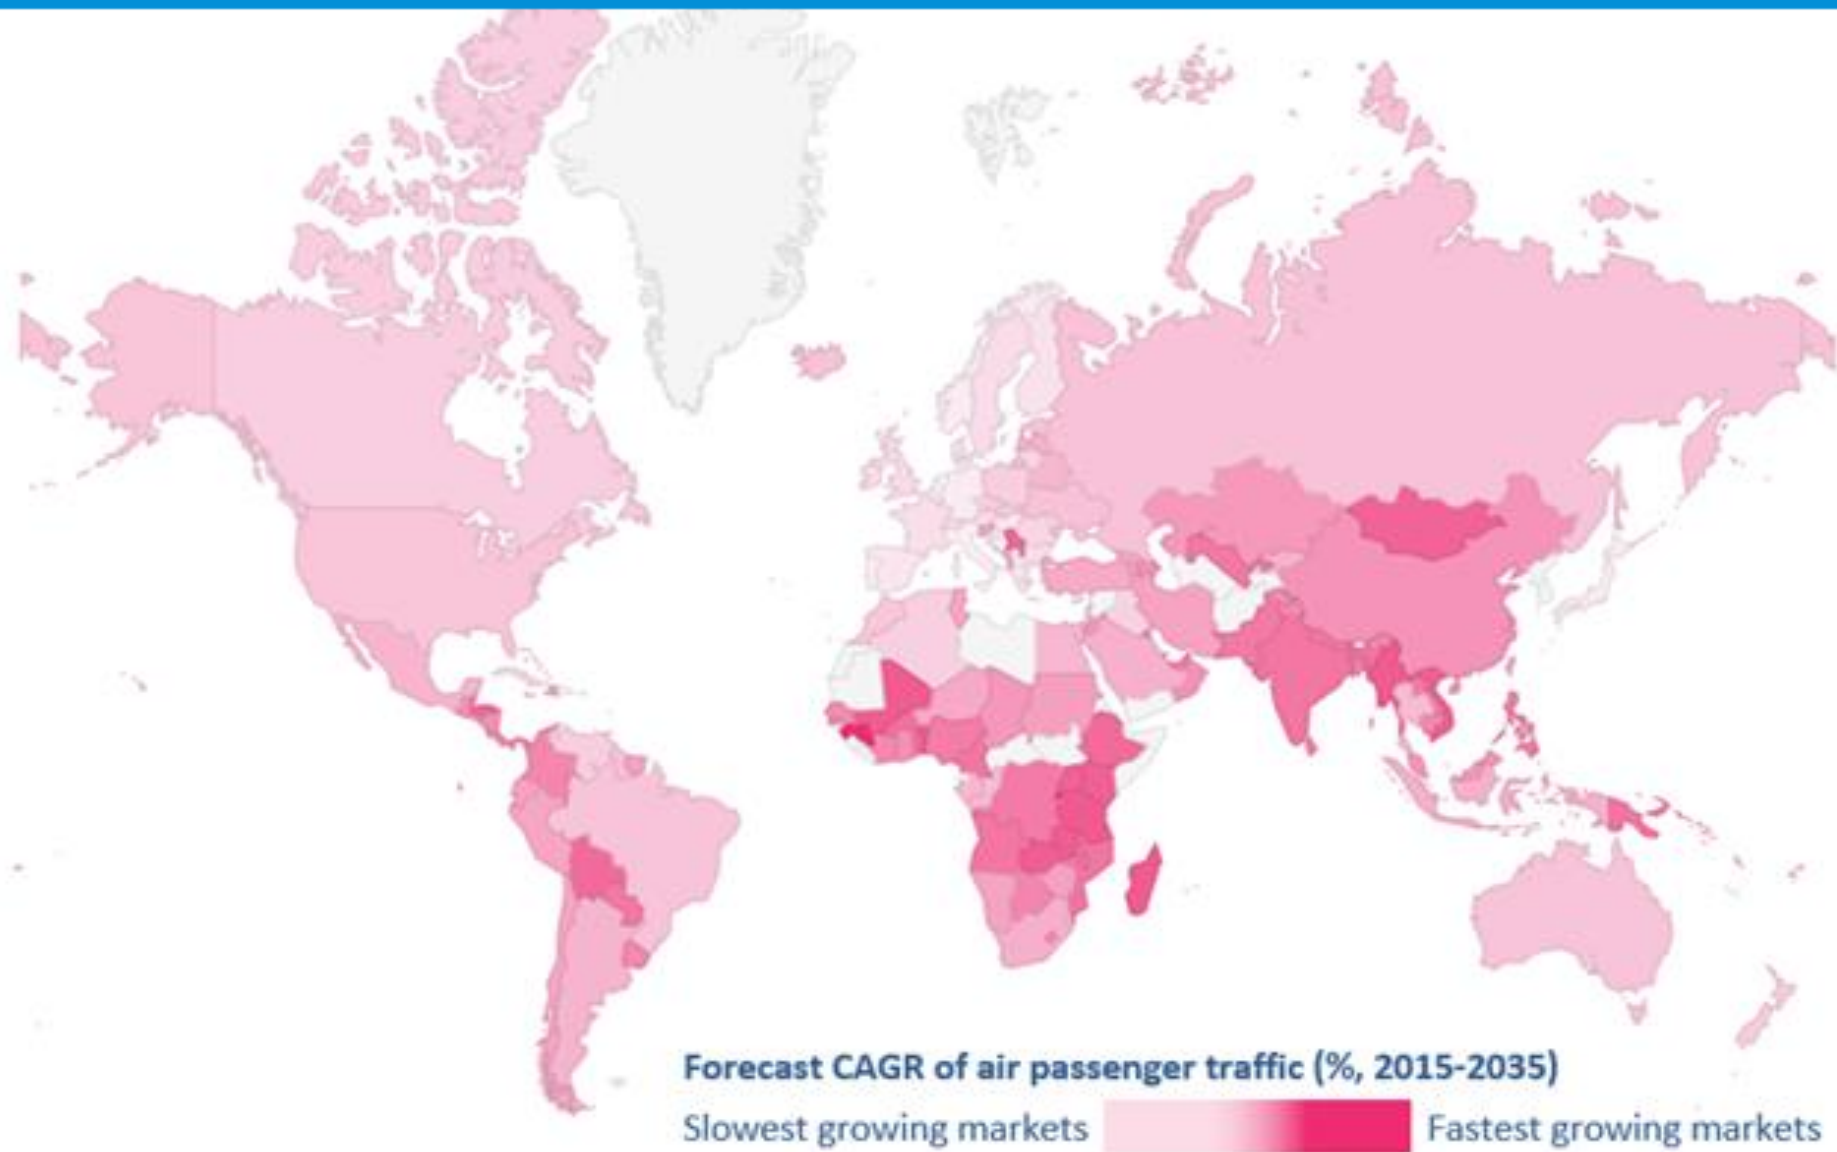 Forecast CAGR of air passenger traffic (%, 2015-2035)
Slowest growing markets Fastest growing markets